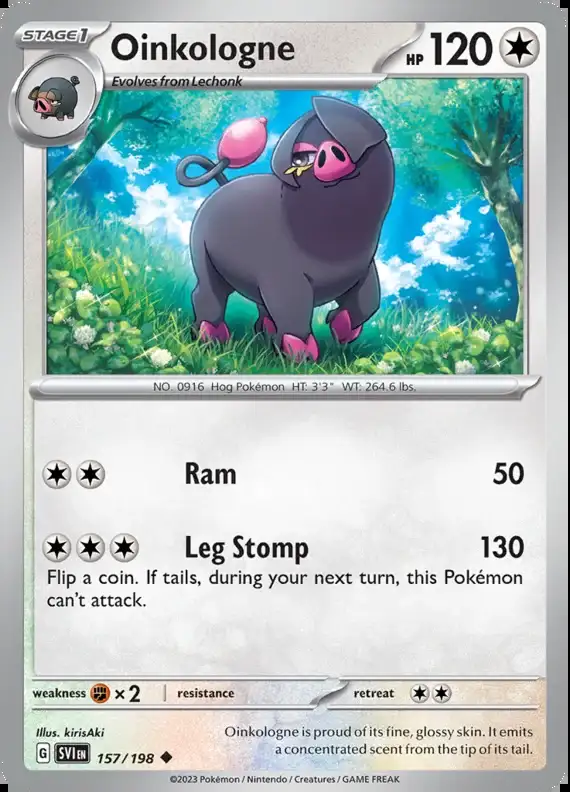 STAGE 1
Oinkologne
HP 120
Evolves from Lechonk
NO. 0916 Hog Pokémon HT: 3'3" WT: 264.6 lbs.
Ram 50
Leg Stomp 130
Flip a coin. If tails, during your next turn, this Pokémon
can't attack.
weakness ×2 resistance retreat
Illus. kirisAki
Oinkologne is proud of its fine, glossy skin. It emits
a concentrated scent from the tip of its tail.
G SVI EN 157/198
©2023 Pokémon / Nintendo / Creatures / GAME FREAK